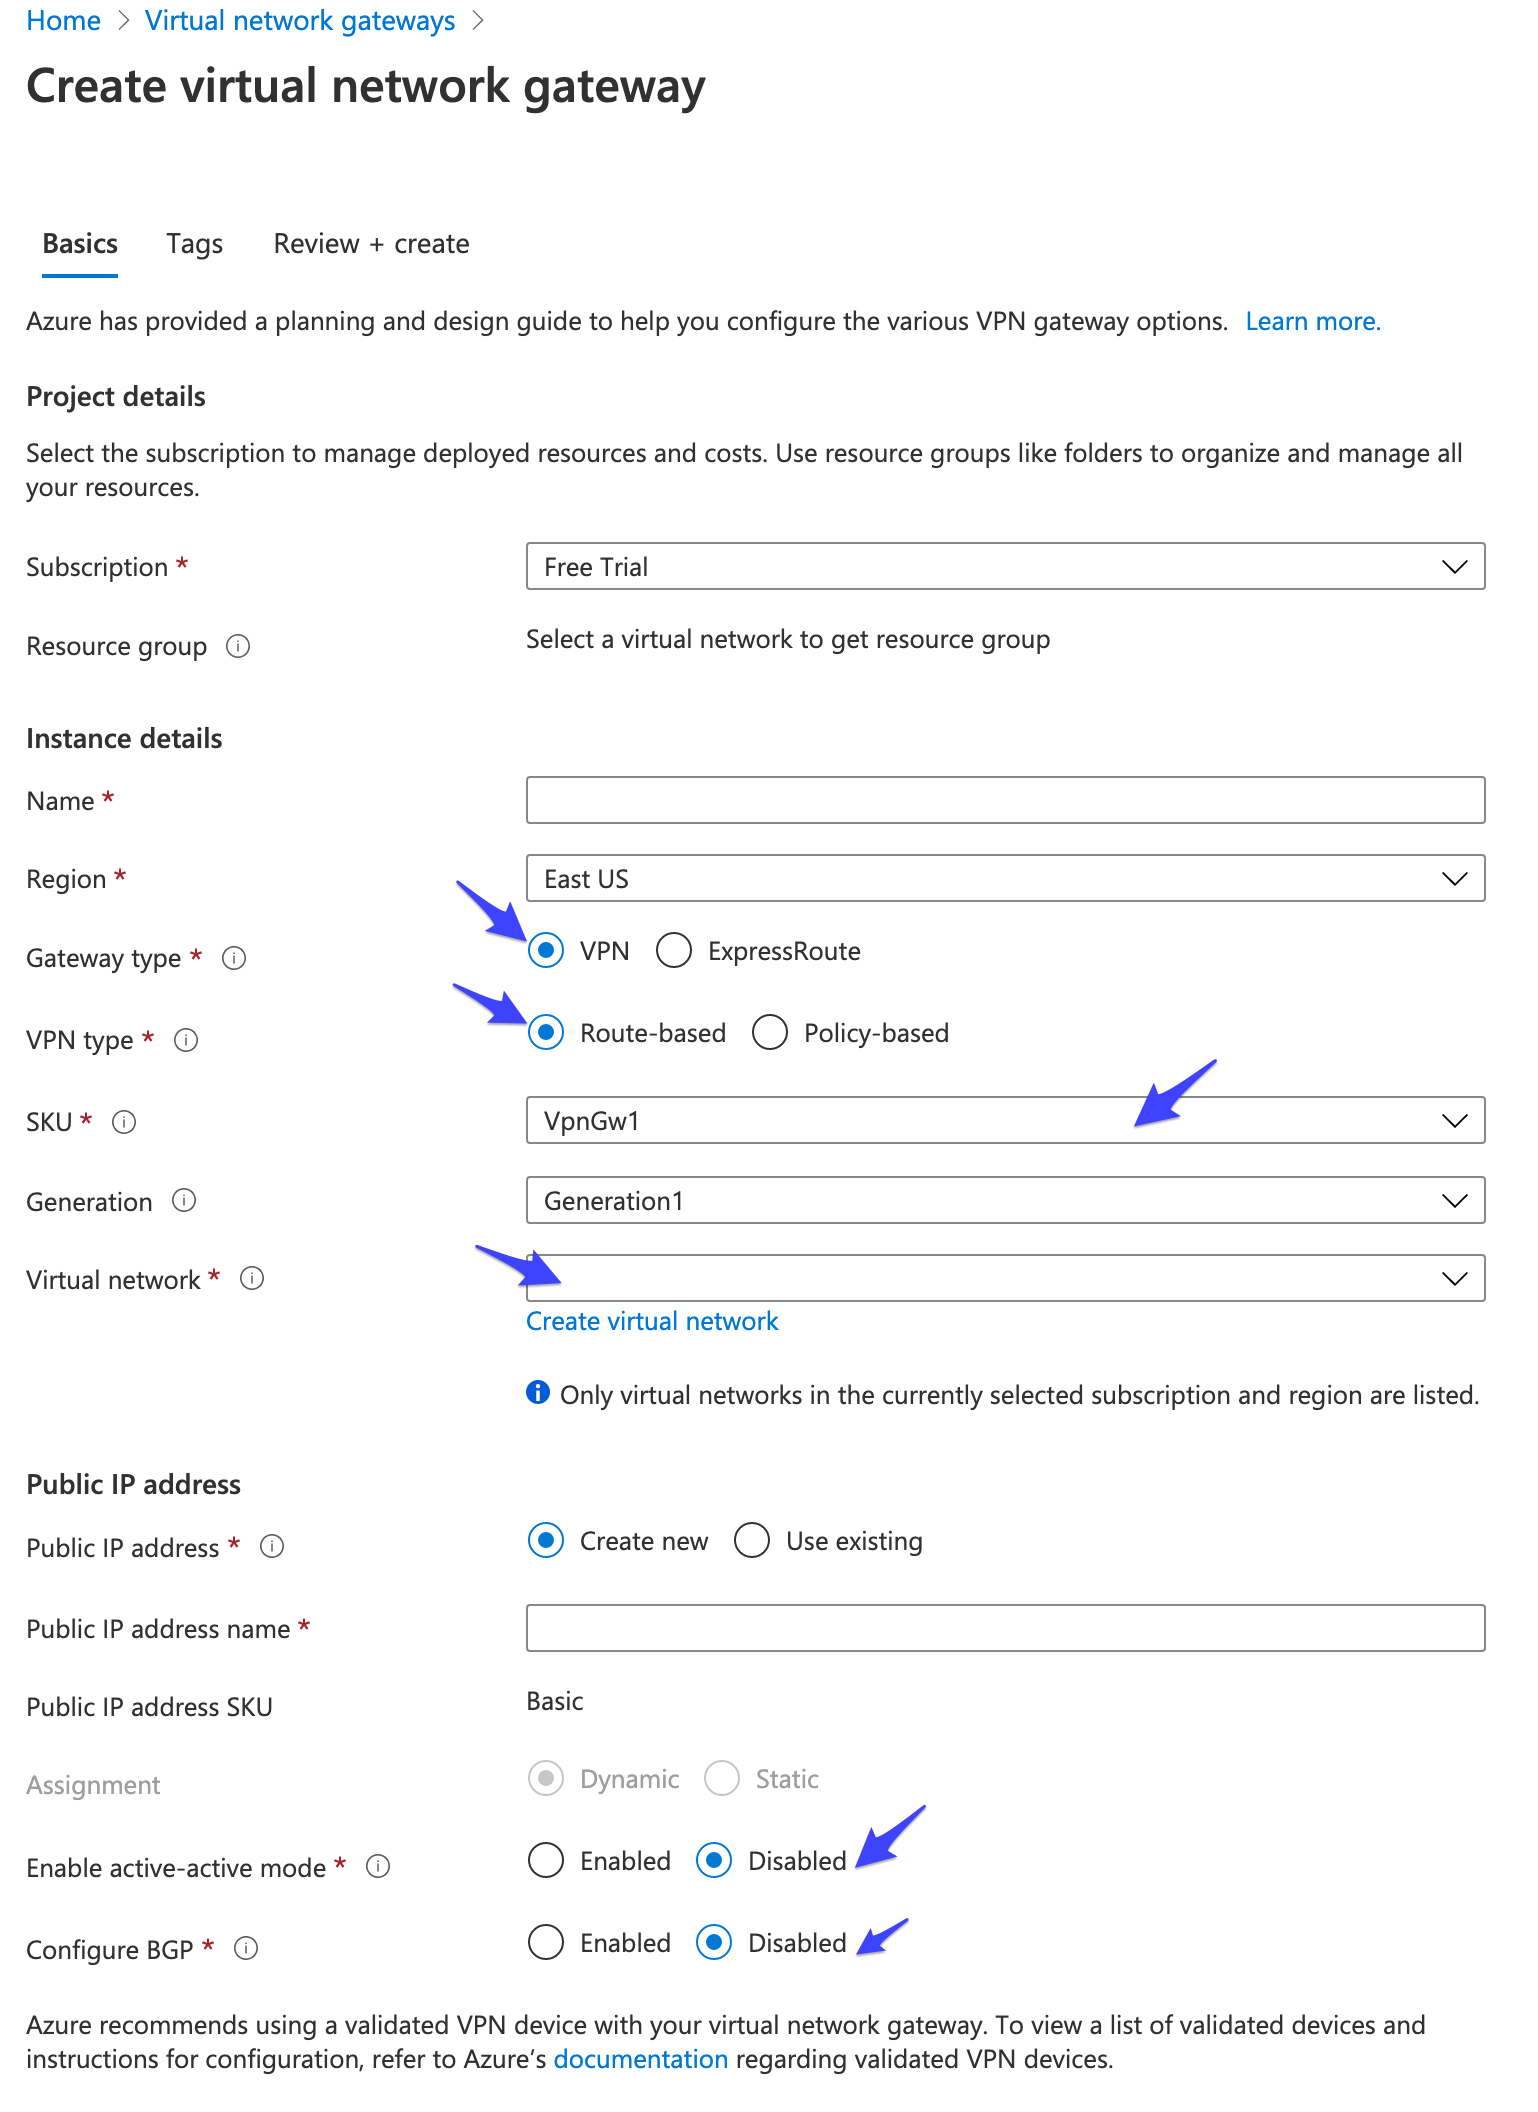 Home > Virtual network gateways >
Create virtual network gateway
Basics Tags Review + create
Azure has provided a planning and design guide to help you configure the various VPN gateway options. Learn more.
Project details
Select the subscription to manage deployed resources and costs. Use resource groups like folders to organize and manage all
your resources.
Subscription * Free Trial
Resource group Select a virtual network to get resource group
Instance details
Name *
Region * East US
Gateway type * VPN ExpressRoute
VPN type * Route-based Policy-based
SKU * VpnGw1
Generation Generation1
Virtual network *
Create virtual network
Only virtual networks in the currently selected subscription and region are listed.
Public IP address
Public IP address * Create new Use existing
Public IP address name *
Public IP address SKU Basic
Assignment Dynamic Static
Enable active-active mode * Enabled Disabled
Configure BGP * Enabled Disabled
Azure recommends using a validated VPN device with your virtual network gateway. To view a list of validated devices and
instructions for configuration, refer to Azure's documentation regarding validated VPN devices.